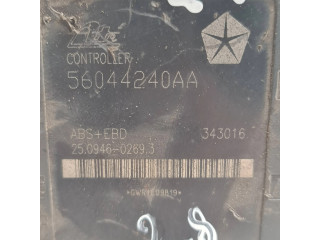 CONTROLLER
56044240AA
ABS+EBD 343016
25.0946-0269.3